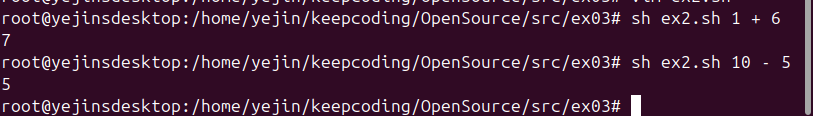 root@yejinsdesktop:/home/yejin/keepcoding/OpenSource/src/ex03# sh ex2.sh 1 + 6
7
root@yejinsdesktop:/home/yejin/keepcoding/OpenSource/src/ex03# sh ex2.sh 10 - 5
5
root@yejinsdesktop:/home/yejin/keepcoding/OpenSource/src/ex03#